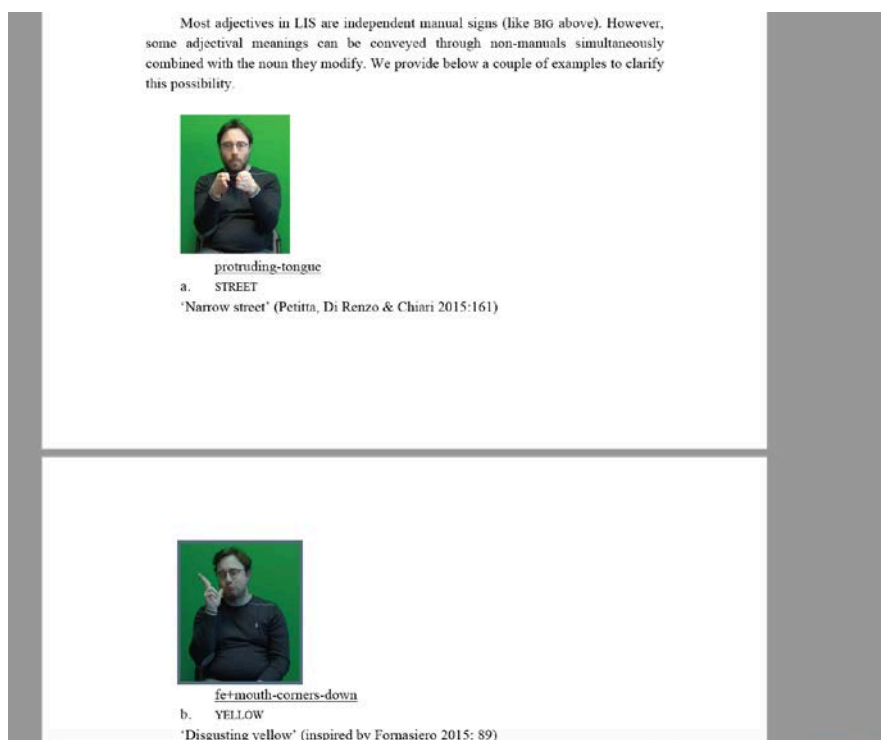 Most adjectives in LIS are independent manual signs (like BIG above). However,
some adjectival meanings can be conveyed through non-manuals simultaneously
combined with the noun they modify. We provide below a couple of examples to clarify
this possibility.
protruding-tongue
a. STREET
‘Narrow street’ (Petitta, Di Renzo & Chiari 2015:161)
fe+mouth-corners-down
b. YELLOW
‘Disgusting yellow’ (inspired by Fornasiero 2015: 89)